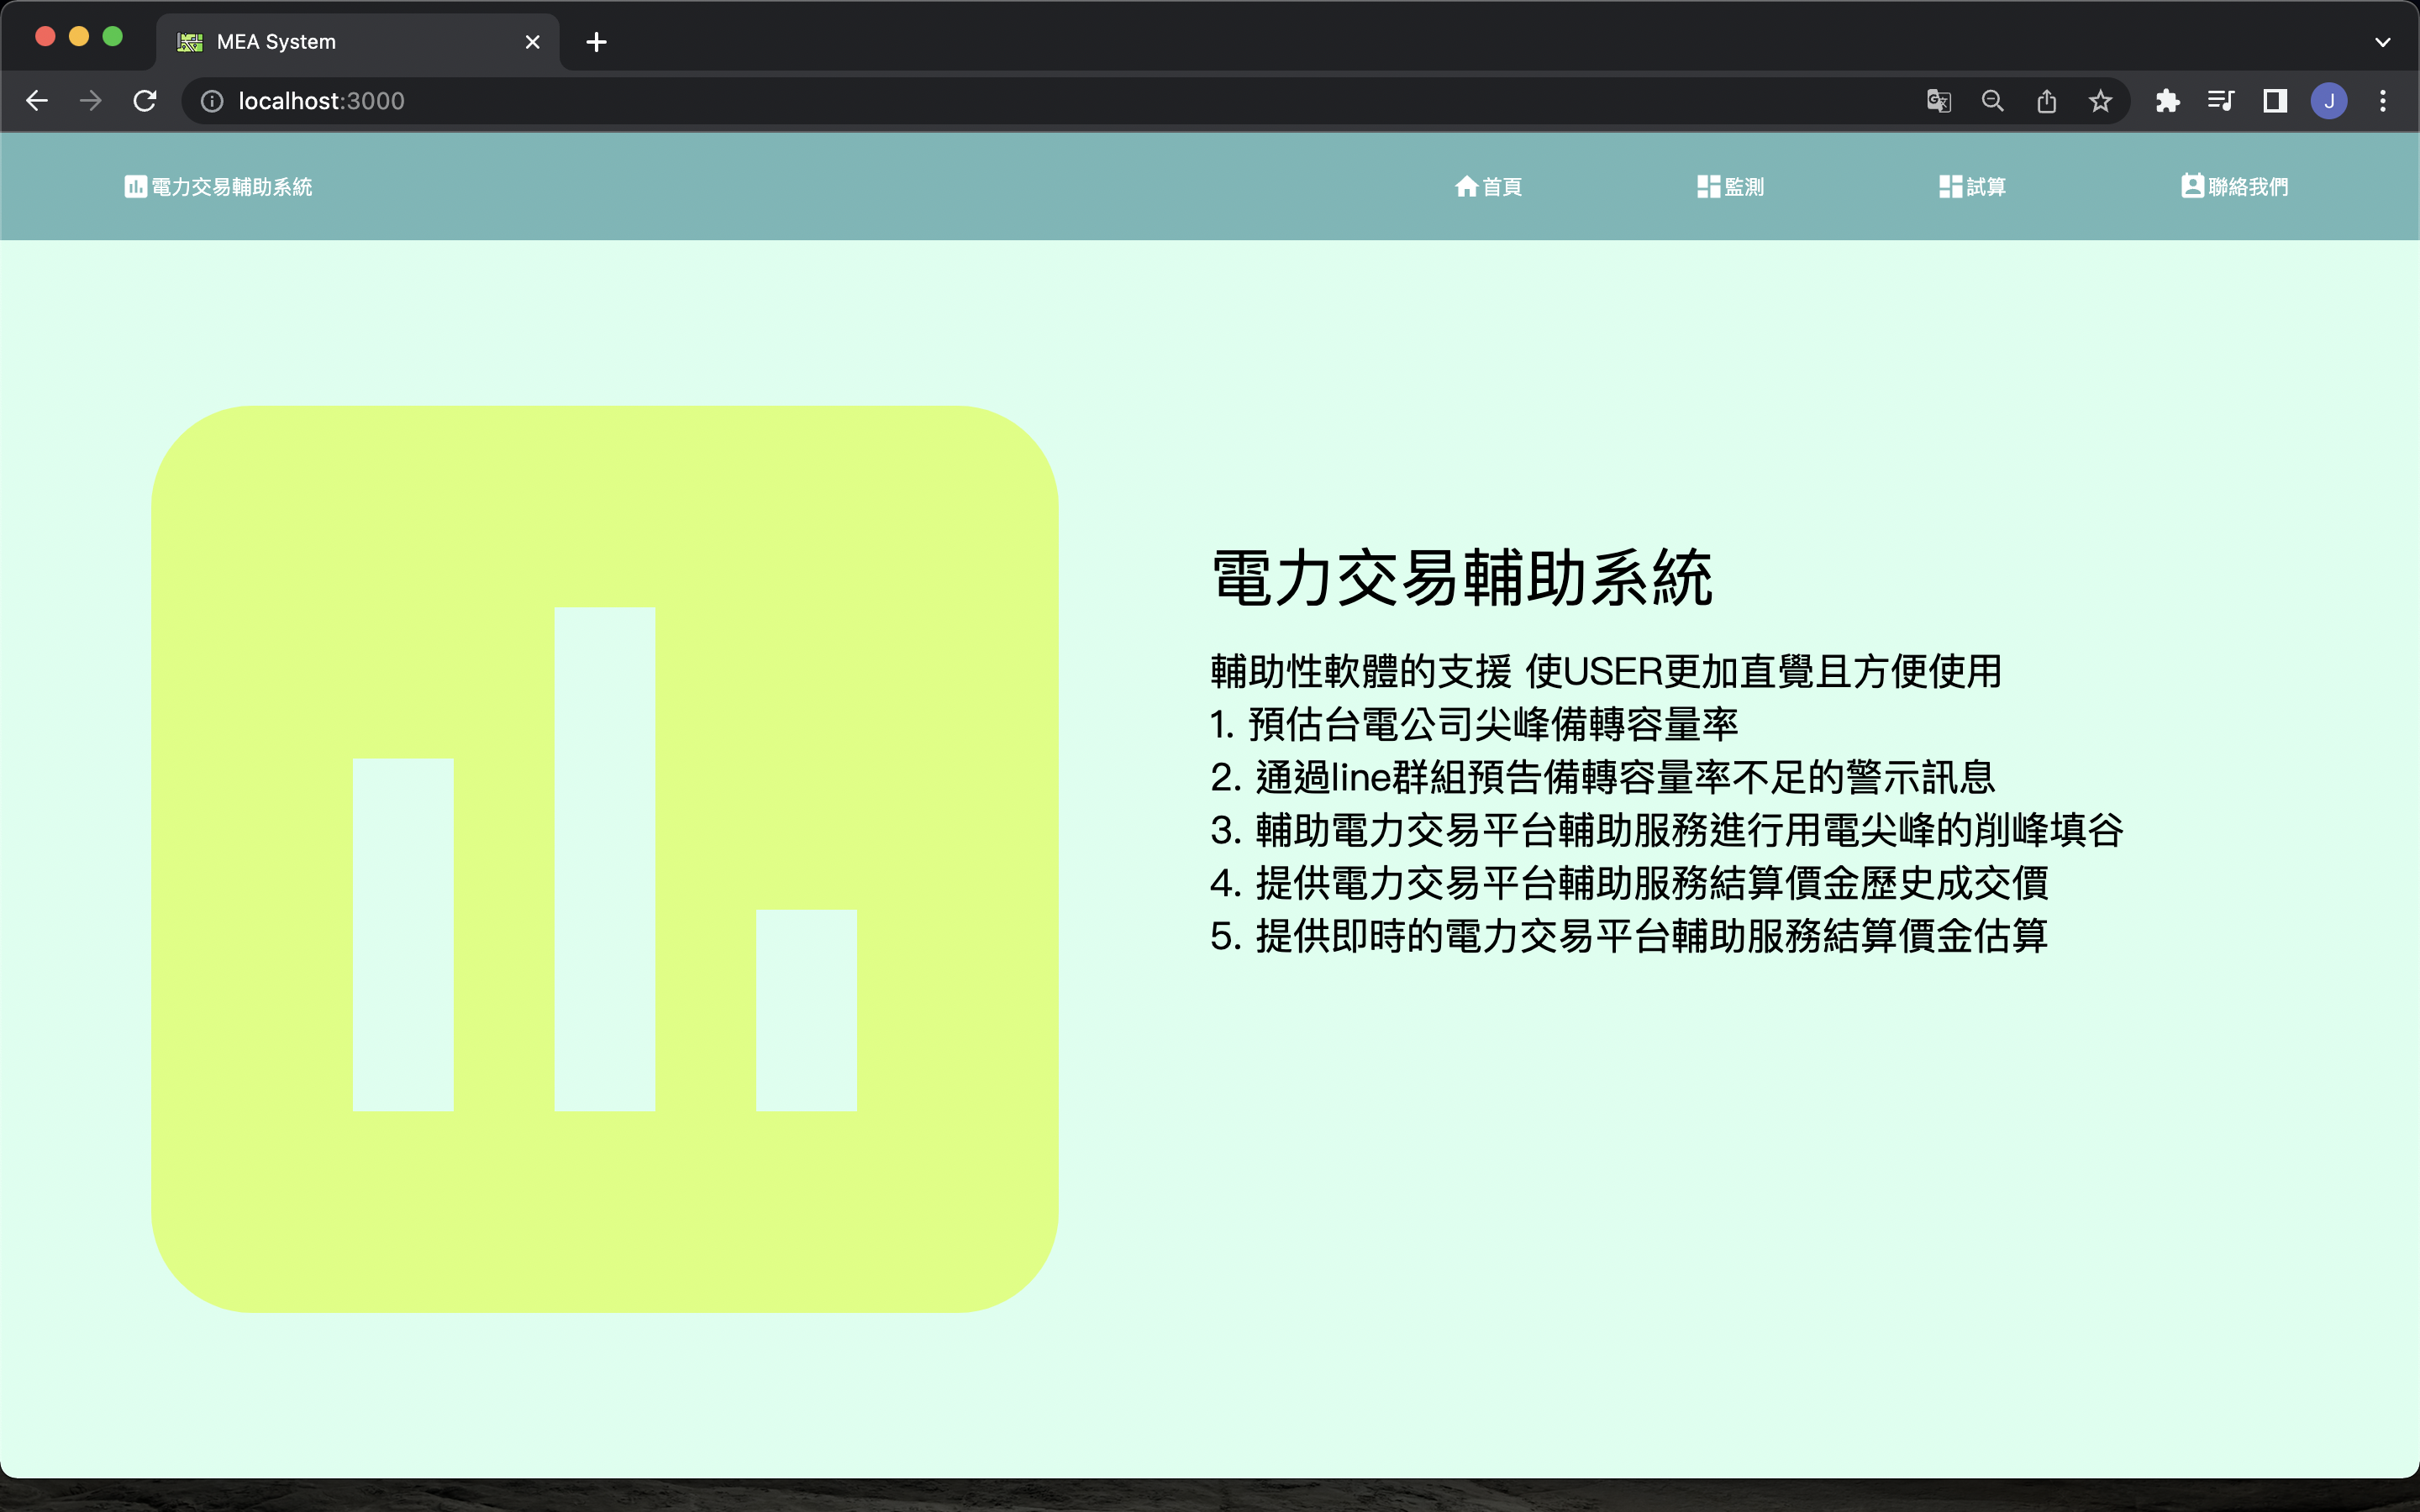 MEA System
localhost:3000
J
電力交易輔助系統
首頁
監測
試算
聯絡我們
電力交易輔助系統
輔助性軟體的支援 使USER更加直覺且方便使用
1. 預估台電公司尖峰備轉容量率
2. 通過line群組預告備轉容量率不足的警示訊息
3. 輔助電力交易平台輔助服務進行用電尖峰的削峰填谷
4. 提供電力交易平台輔助服務結算價金歷史成交價
5. 提供即時的電力交易平台輔助服務結算價金估算